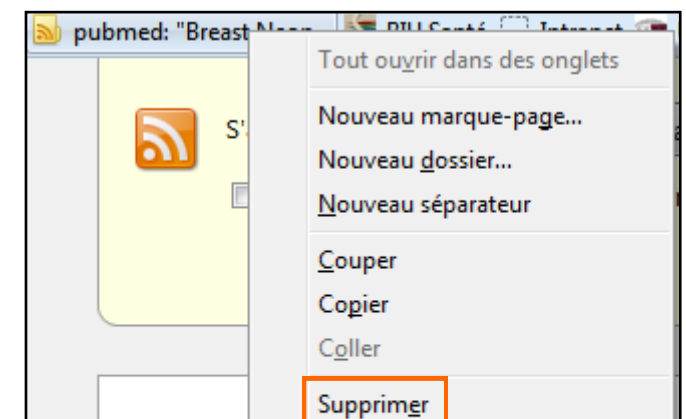 pubmed: "Breast
Tout ouvrir dans des onglets
S'
Nouveau marque-page...
Nouveau dossier...
Nouveau séparateur
Couper
Copier
Coller
Supprimer